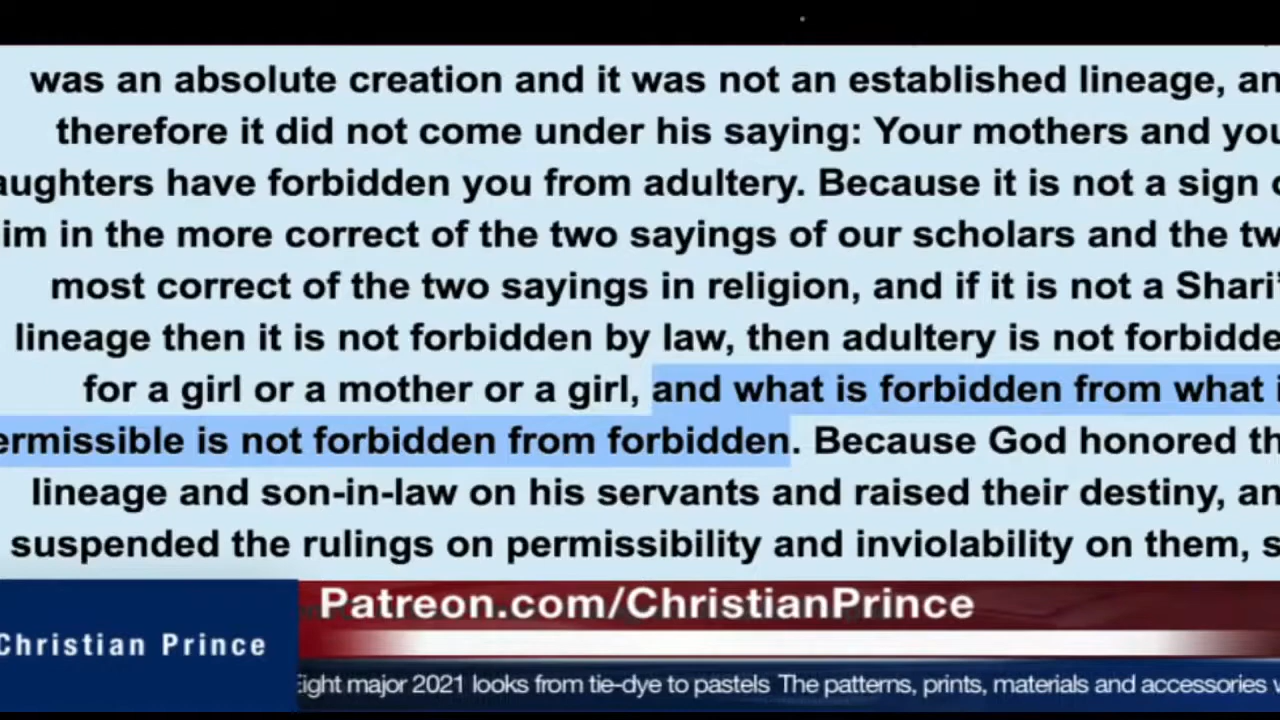 was an absolute creation and it was not an established lineage, an
therefore it did not come under his saying: Your mothers and you
aughters have forbidden you from adultery. Because it is not a sign o
im in the more correct of the two sayings of our scholars and the tw
most correct of the two sayings in religion, and if it is not a Shari'
lineage then it is not forbidden by law, then adultery is not forbidde
for a girl or a mother or a girl, and what is forbidden from what i
ermissible is not forbidden from forbidden. Because God honored th
lineage and son-in-law on his servants and raised their destiny, an
suspended the rulings on permissibility and inviolability on them, s
Patreon.com/ChristianPrince
Christian Prince
Eight major 2021 looks from tie-dye to pastels The patterns, prints, materials and accessories